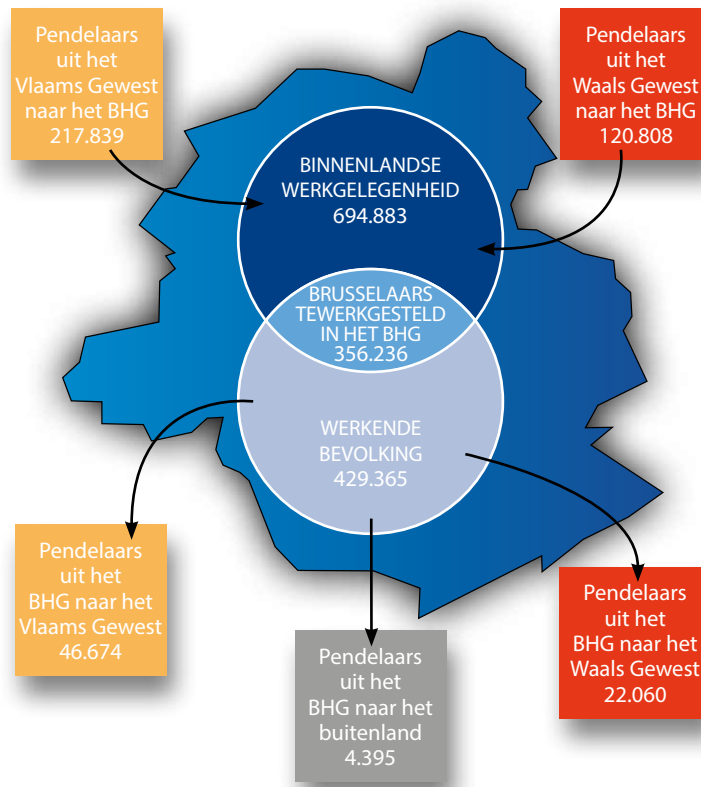 Pendelaars
uit het
Vlaams Gewest
naar het BHG
217.839
Pendelaars
uit het
Waals Gewest
naar het BHG
120.808
BINNENLANDSE
WERKGELEGENHEID
694.883
BRUSSELAARS
TEWERKGESTELD
IN HET BHG
356.236
WERKENDE
BEVOLKING
429.365
Pendelaars
uit het
BHG naar het
Vlaams Gewest
46.674
Pendelaars
uit het
BHG naar het
buitenland
4.395
Pendelaars
uit het
BHG naar het
Waals Gewest
22.060